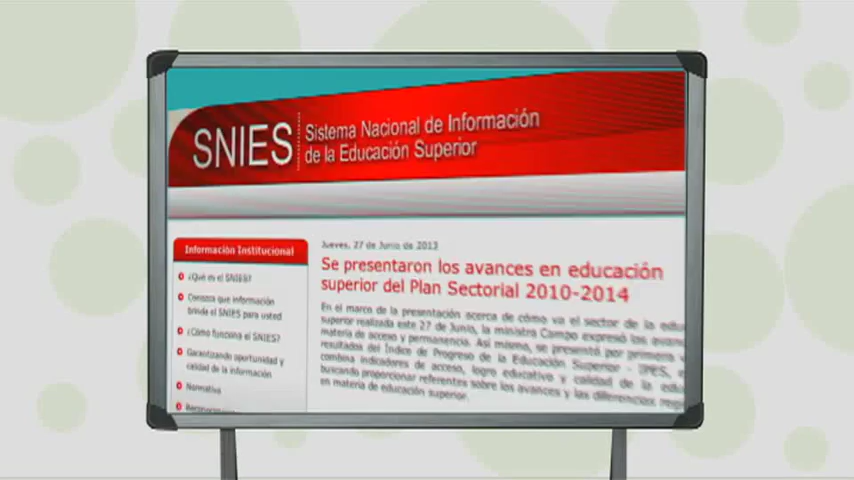 SNIES
Sistema Nacional de Información
de la Educación Superior
Información Institucional
¿Qué es el SNIES?
Conozca que información
brinda el SNIES para usted
¿Cómo funciona el SNIES?
Garantizando oportunidad y
calidad de la información
Normativa
Jueves, 27 de Junio de 2013
Se presentaron los avances en educación
superior del Plan Sectorial 2010-2014
En el marco de la presentación acerca de cómo va el sector de la edu
superior realizada este 27 de Junio, la ministra Campo expresó los avan
materia de acceso y permanencia. Así mismo, se presentó por primera v
resultados del Índice de Progreso de la Educación Superior - IPES, e
combina indicadores de acceso, logro educativo y calidad de la edu
buscando proporcionar referentes sobre los avances y las diferencias regio
en materia de educación superior.